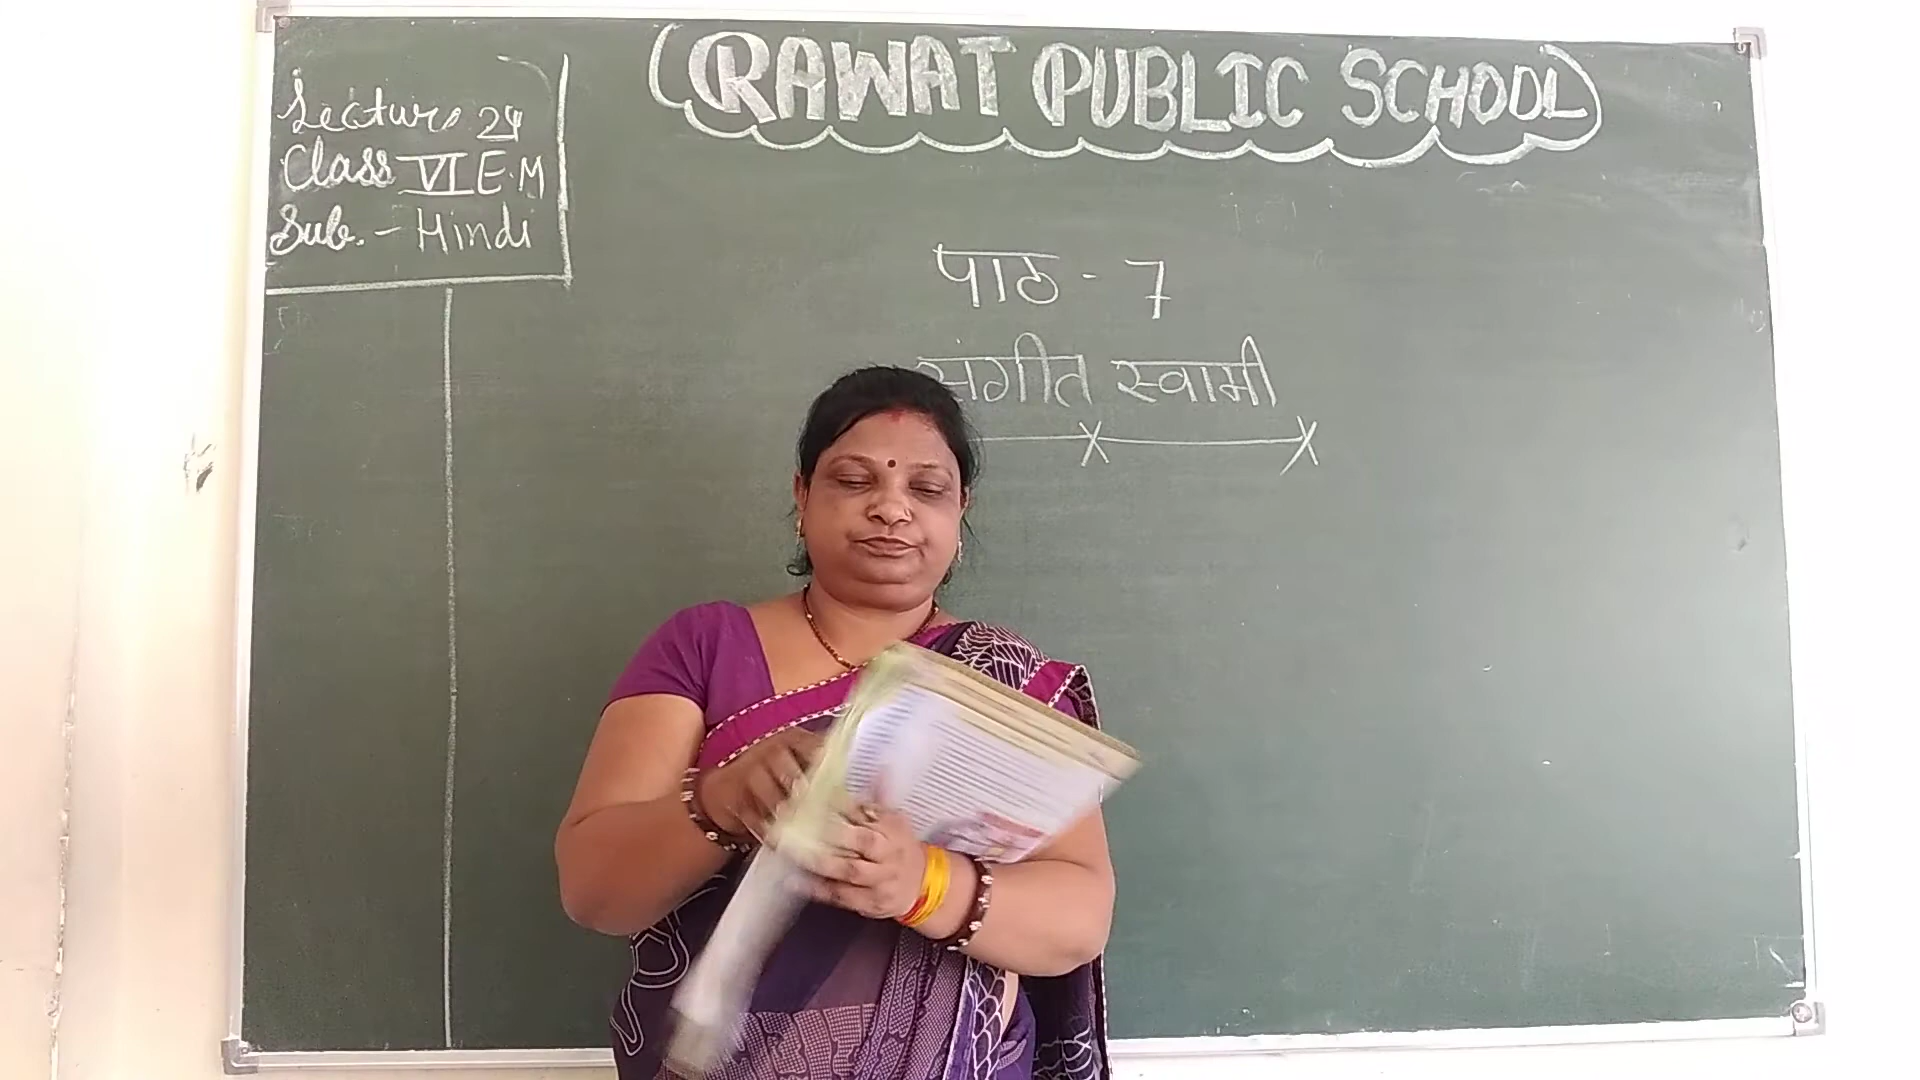 RAWAT PUBLIC SCHOOL
Lecture 24
Class VI E.M
Sub. - Hindi
पाठ - 7
संगीत स्वामी